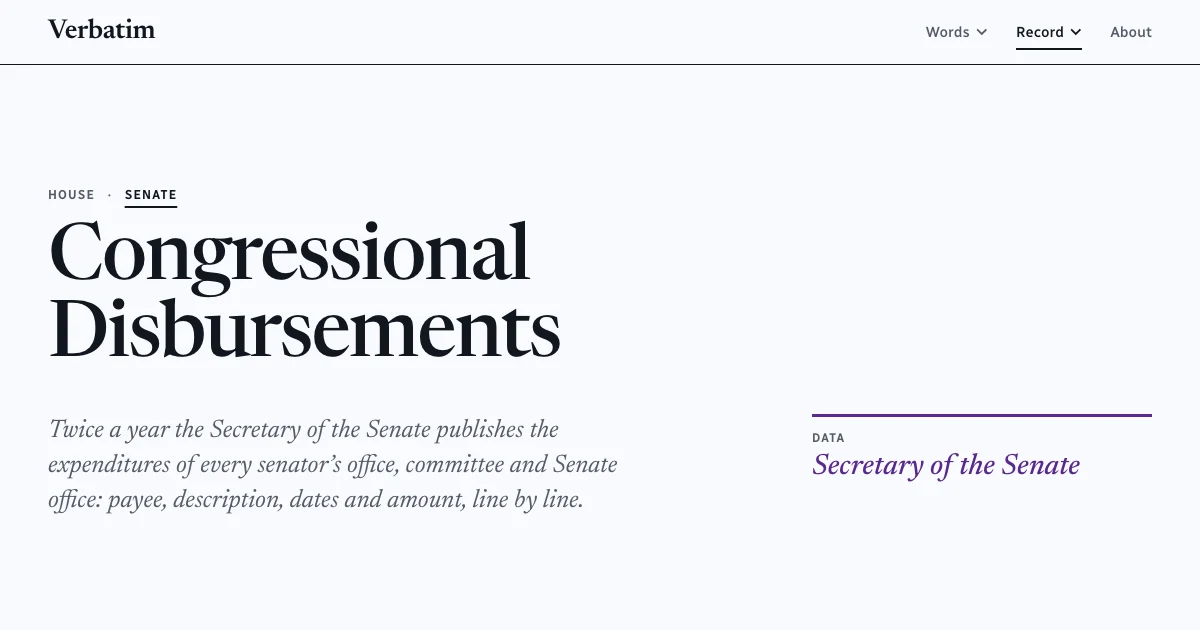 Verbatim
Words
Record
About
HOUSE · SENATE
Congressional
Disbursements
Twice a year the Secretary of the Senate publishes the
expenditures of every senator’s office, committee and Senate
office: payee, description, dates and amount, line by line.
DATA
Secretary of the Senate